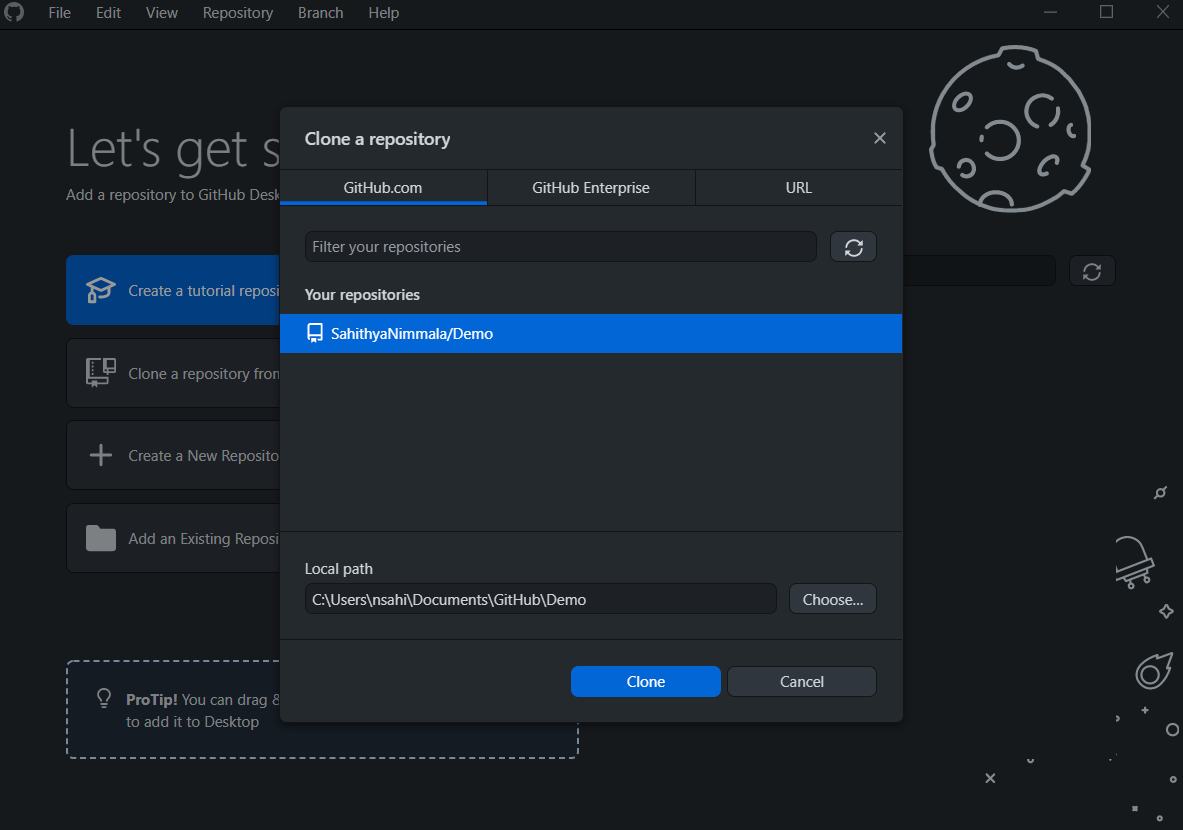 File Edit View Repository Branch Help
Let's get s
Add a repository to GitHub Desk
Create a tutorial reposi
Clone a repository from
Create a New Reposito
Add an Existing Reposi
ProTip! You can drag &
to add it to Desktop
Clone a repository
GitHub.com GitHub Enterprise URL
Filter your repositories
Your repositories
SahithyaNimmala/Demo
Local path
C:\Users\nsahi\Documents\GitHub\Demo
Choose...
Clone Cancel